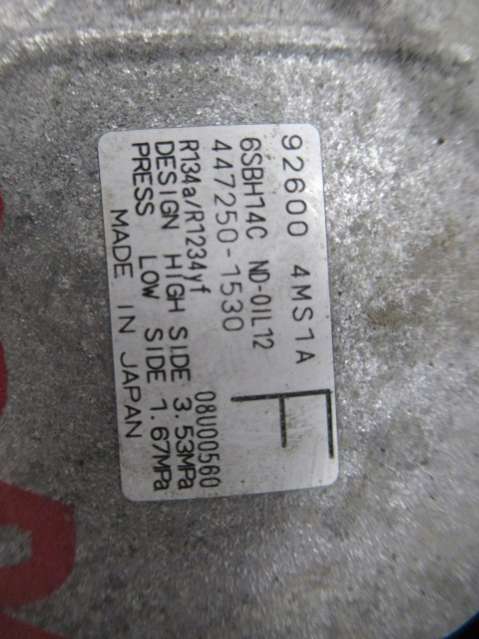 92600 4MS1A
6SBH14C ND-OIL12
447250-1530
F
R134a/R1234yf 08U00560
DESIGN HIGH SIDE 3.53MPa
PRESS LOW SIDE 1.67MPa
MADE IN JAPAN